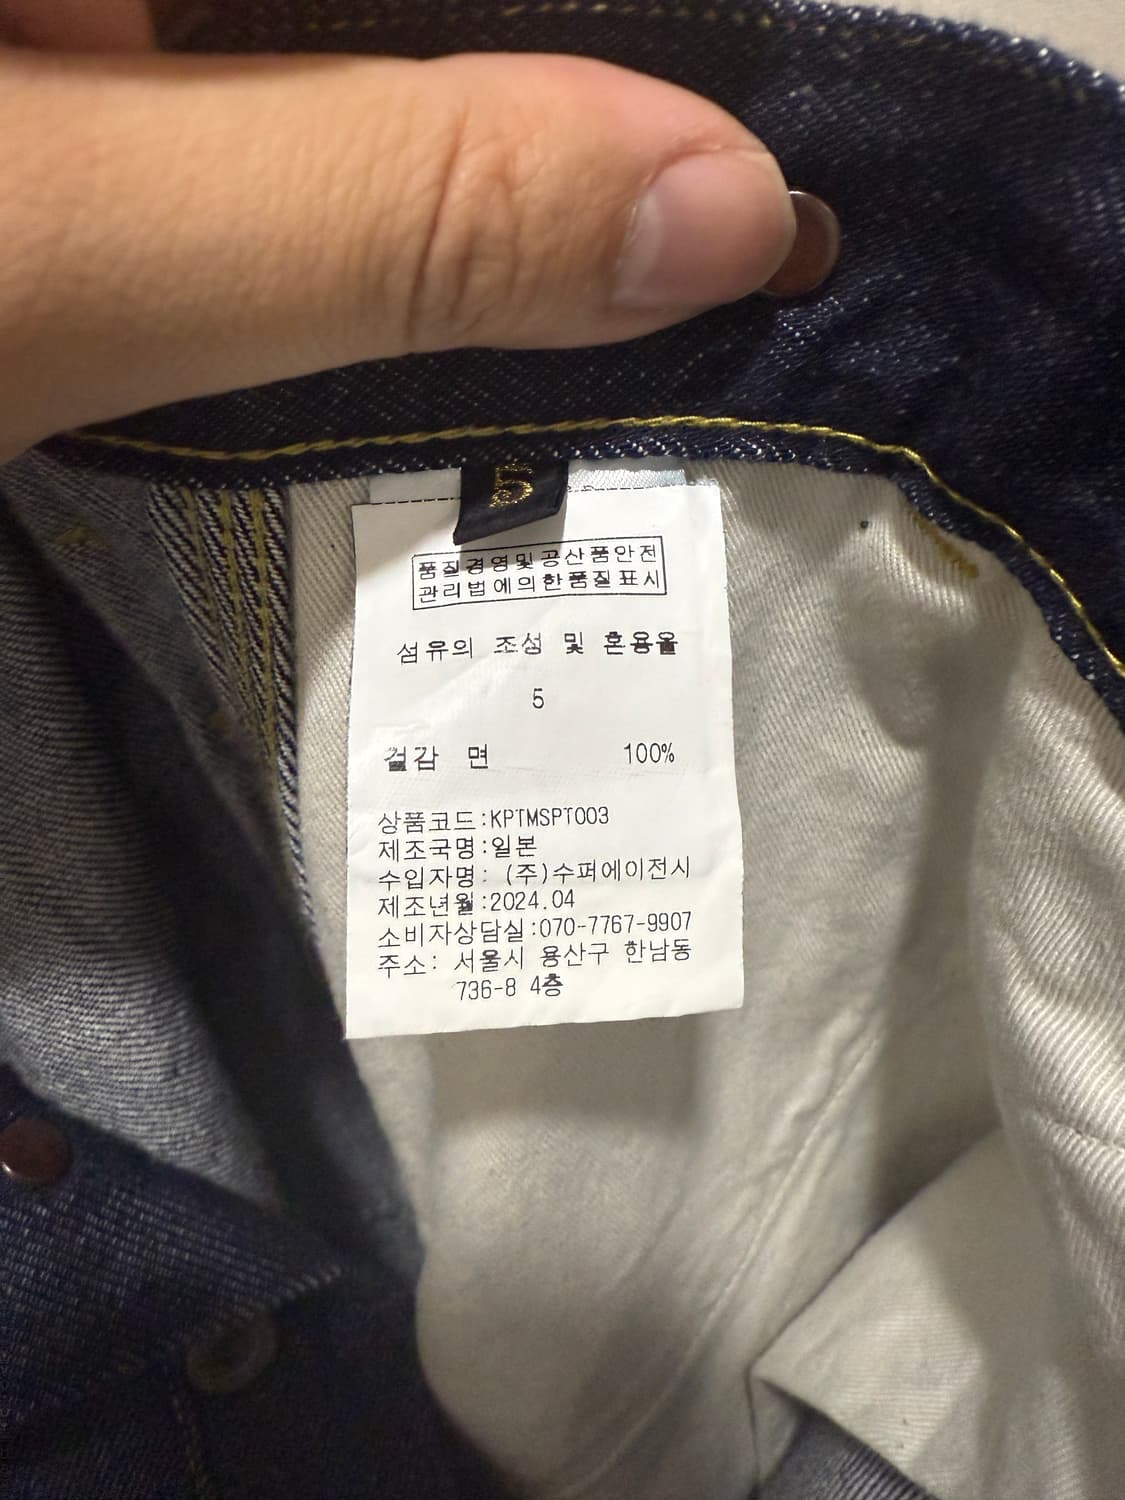 5
품질경영및공산품안전
관리법에의한품질표시
섬유의 조성 및 혼용율
5
겉감 면 100%
상품코드:KPTMSPT003
제조국명:일본
수입자명: (주)수퍼에이전시
제조년월:2024.04
소비자상담실:070-7767-9907
주소: 서울시 용산구 한남동
736-8 4층